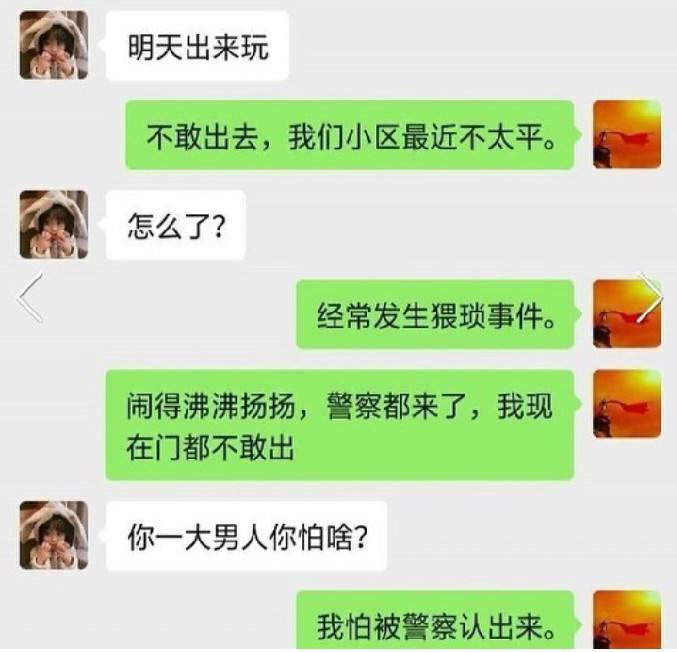 明天出来玩
不敢出去，我们小区最近不太平。
怎么了？
经常发生猥琐事件。
闹得沸沸扬扬，警察都来了，我现
在门都不敢出
你一大男人你怕啥？
我怕被警察认出来。